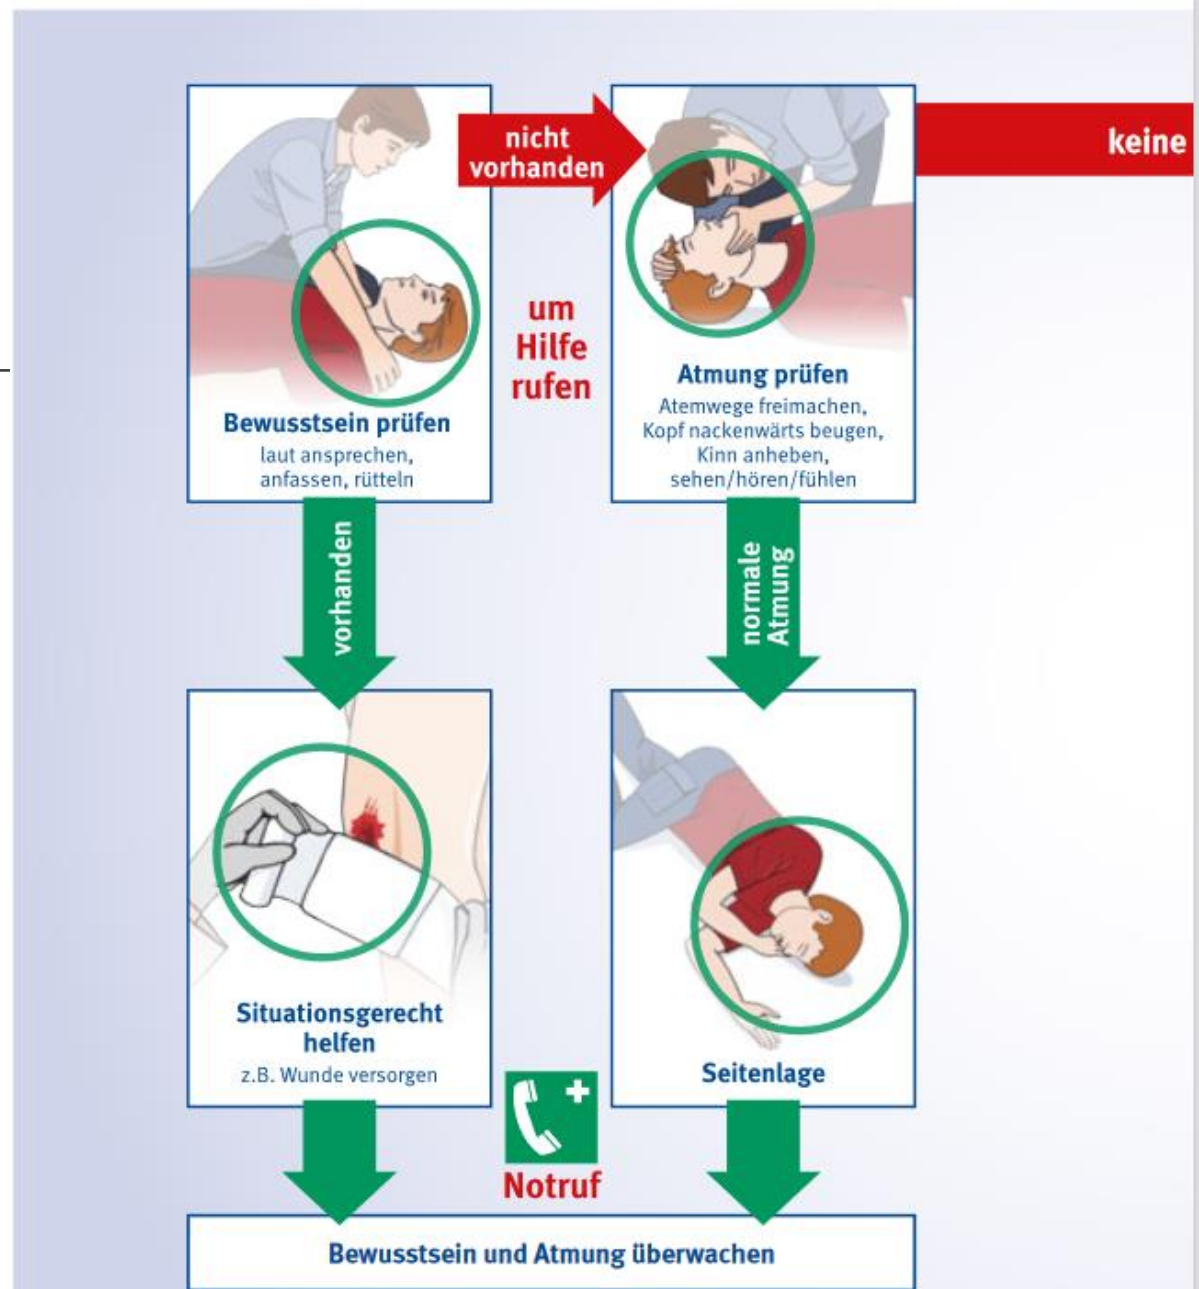 nicht
vorhanden
keine
um
Hilfe
rufen
Bewusstsein prüfen
laut ansprechen,
anfassen, rütteln
Atmung prüfen
Atemwege freimachen,
Kopf nackenwärts beugen,
Kinn anheben,
sehen/hören/fühlen
vorhanden
normale
Atmung
Situationsgerecht
helfen
z.B. Wunde versorgen
Seitenlage
Notruf
Bewusstsein und Atmung überwachen